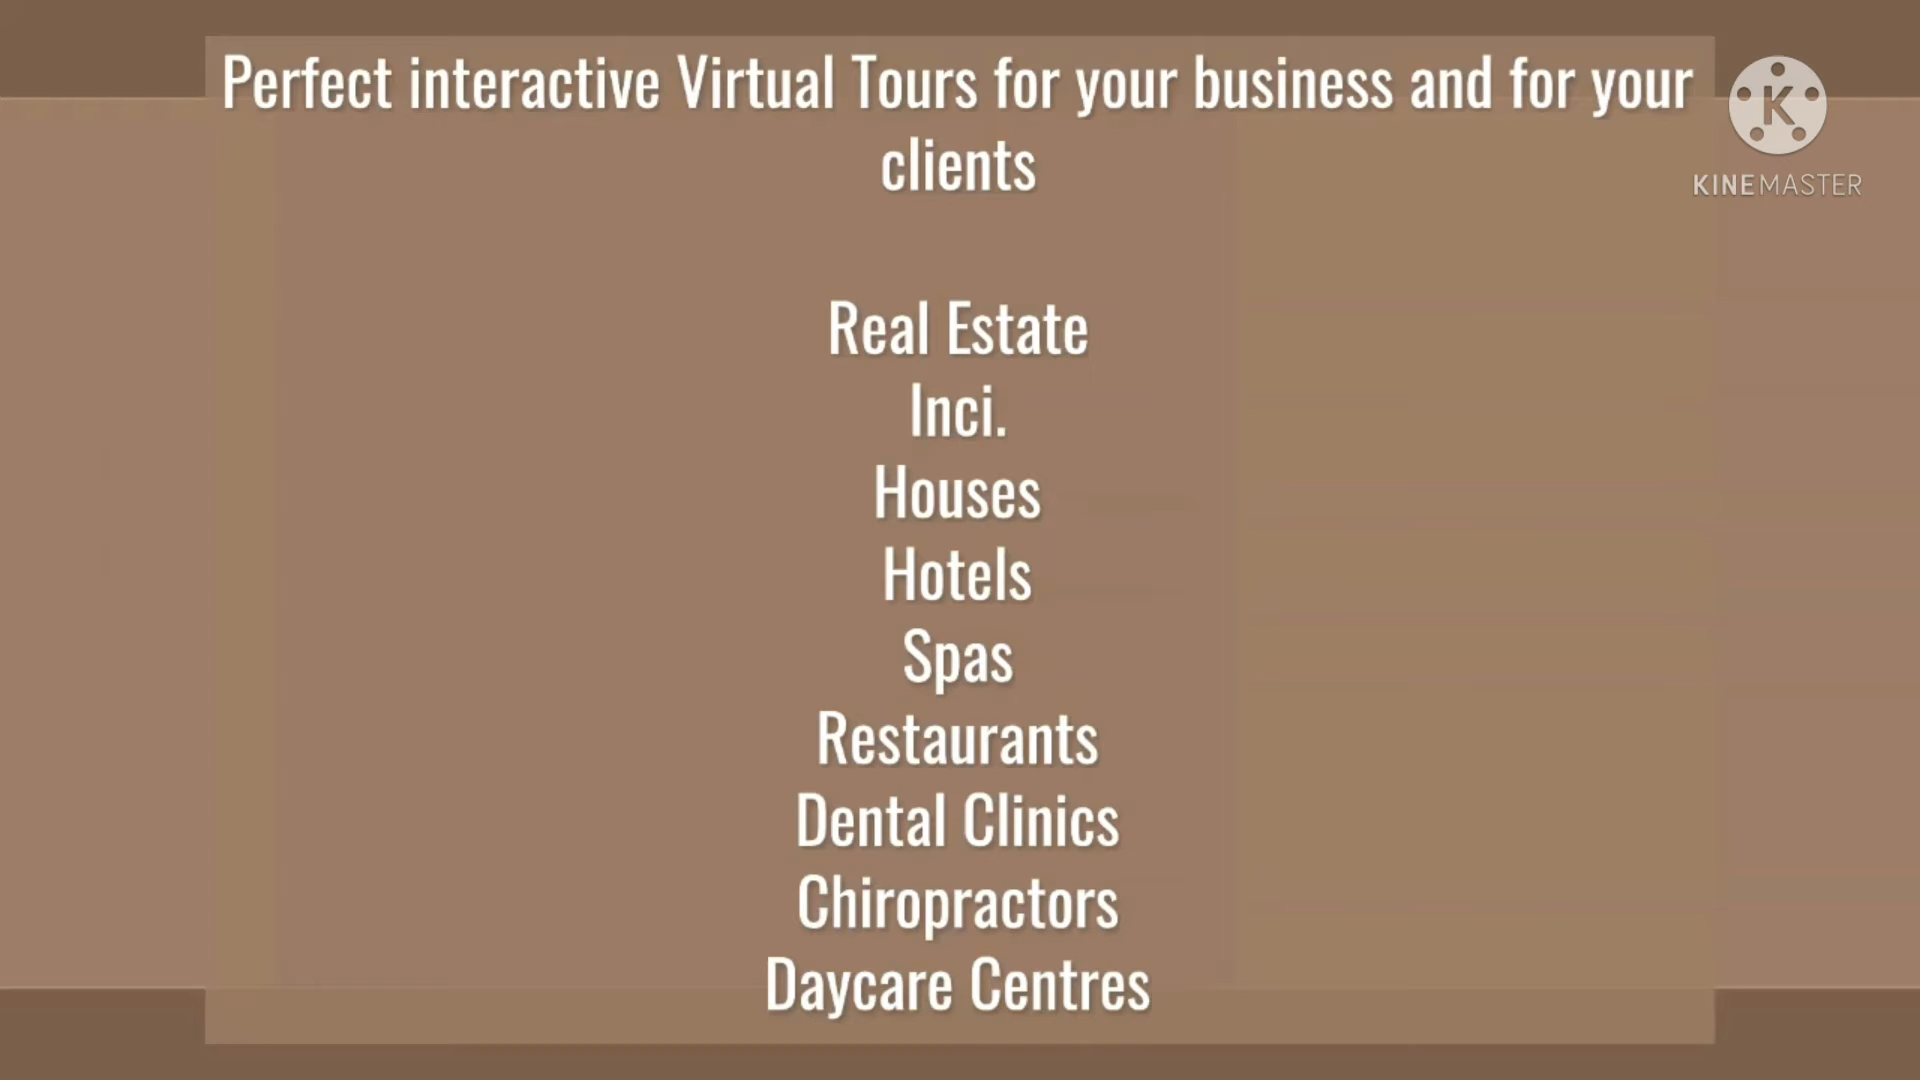 Perfect interactive Virtual Tours for your business and for your
clients
K
KINEMASTER
Real Estate
Inci.
Houses
Hotels
Spas
Restaurants
Dental Clinics
Chiropractors
Daycare Centres